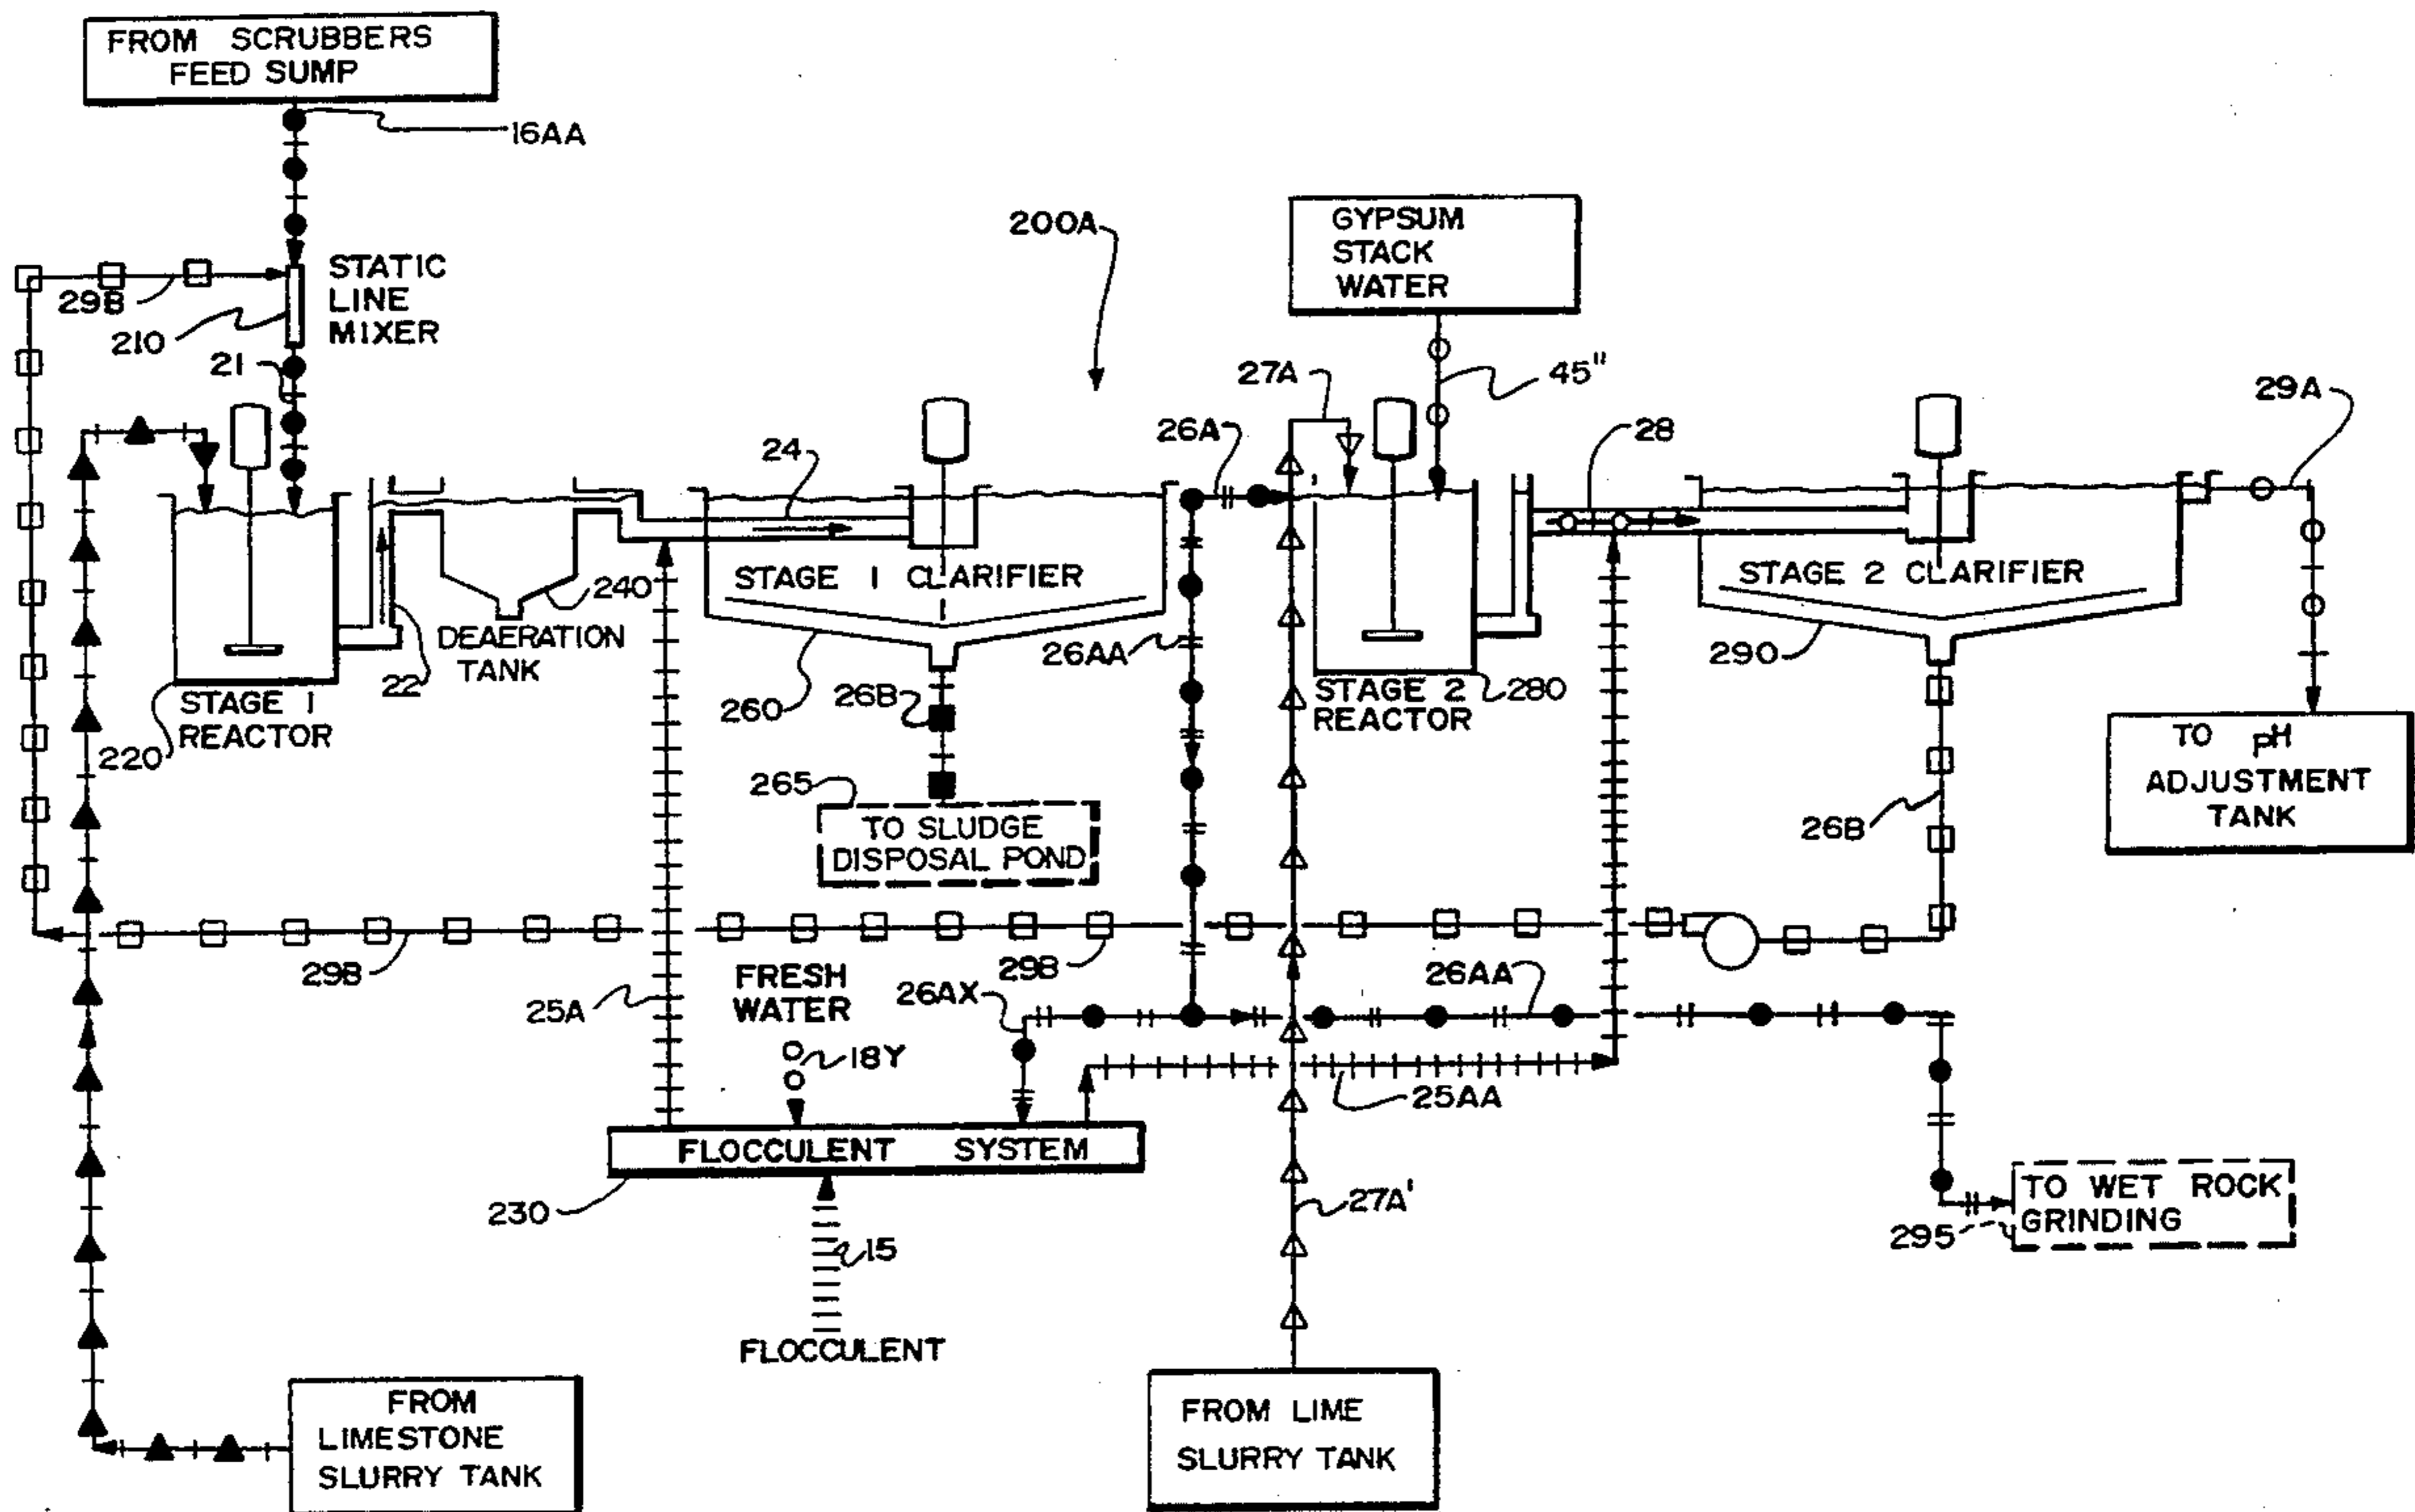 FROM SCRUBBERS
FEED SUMP
16AA
GYPSUM
STACK
WATER
200A
STATIC
LINE
MIXER
29B
210
21
27A
45"
29A
26A
28
24
STAGE 1 CLARIFIER
STAGE 2 CLARIFIER
240
DEAERATION
TANK
22
26AA
290
STAGE 1
REACTOR
220
260
26B
STAGE 2
REACTOR
280
TO pH
ADJUSTMENT
TANK
265
TO SLUDGE
DISPOSAL POND
26B
29B
29B
FRESH
WATER
25A
26AX
26AA
18Y
25AA
FLOCCULENT SYSTEM
230
27A'
TO WET ROCK
GRINDING
295
15
FLOCCULENT
FROM
LIMESTONE
SLURRY TANK
FROM LIME
SLURRY TANK